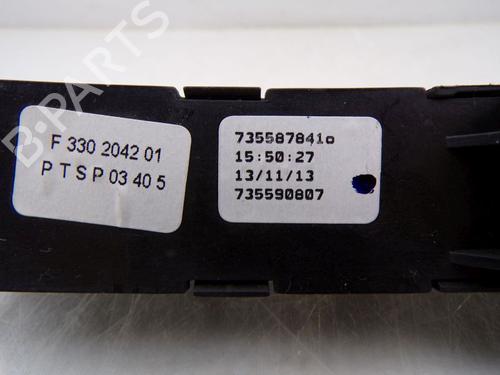 B-PARTS
F 330 2042 01
P T S P 03 40 5
735587841o
15:50:27
13/11/13
735590807